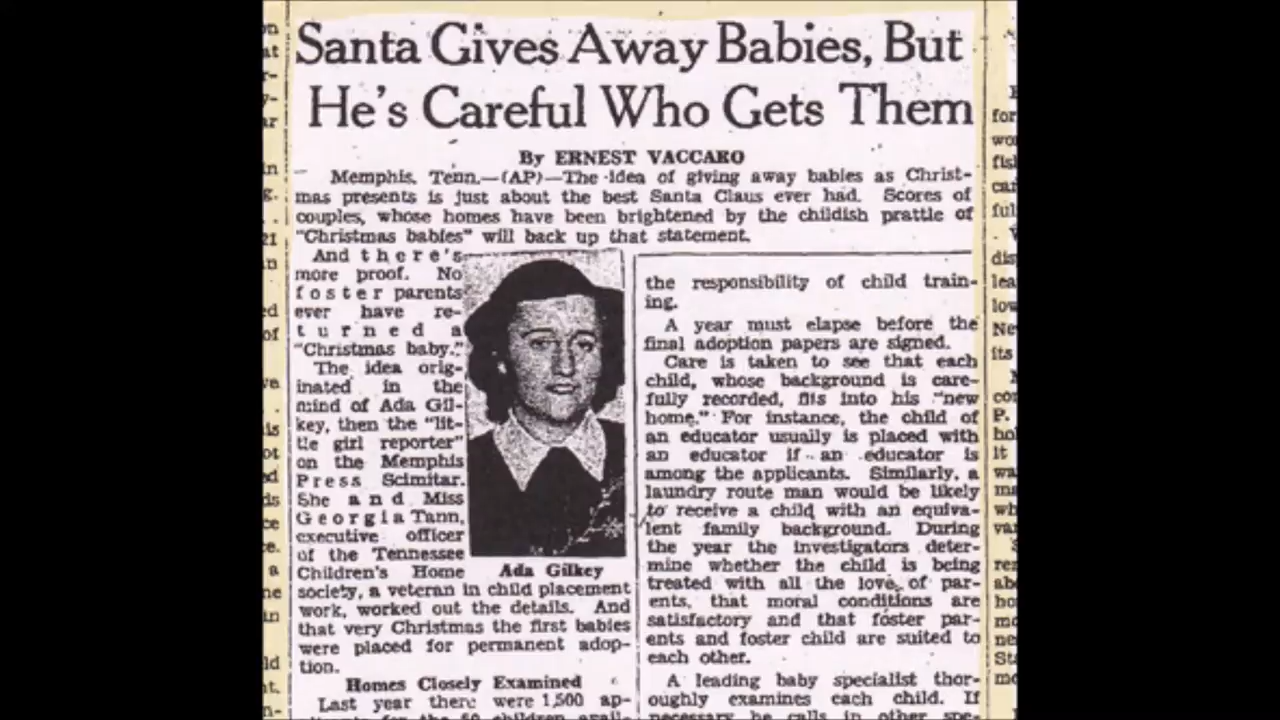 Santa Gives Away Babies, But
He's Careful Who Gets Them
By ERNEST VACCARO
Memphis, Tenn.—(AP)—The idea of giving away babies as Christ-
mas presents is just about the best Santa Claus ever had. Scores of
couples, whose homes have been brightened by the childish prattle of
"Christmas babies" will back up that statement.
And there's
more proof. No
foster parents
ever have re-
turned a
"Christmas baby."
The idea orig-
inated in the
mind of Ada Gil-
key, then the "lit-
tle girl reporter"
on the Memphis
Press Scimitar.
She and Miss
Georgia Tann,
executive officer
of the Tennessee
Children's Home
society, a veteran in child placement
work, worked out the details. And
that very Christmas the first babies
were placed for permanent adop-
tion.
Homes Closely Examined
Last year there were 1,500 ap-
Ada Gilkey
the responsibility of child train-
ing.
A year must elapse before the
final adoption papers are signed.
Care is taken to see that each
child, whose background is care-
fully recorded, fits into his "new
home." For instance, the child of
an educator usually is placed with
an educator if an educator is
among the applicants. Similarly, a
laundry route man would be likely
to receive a child with an equiva-
lent family background. During
the year the investigators deter-
mine whether the child is being
treated with all the love of par-
ents, that moral conditions are
satisfactory and that foster par-
ents and foster child are suited to
each other.
A leading baby specialist thor-
oughly examines each child. If
necessary he calls in other spe-